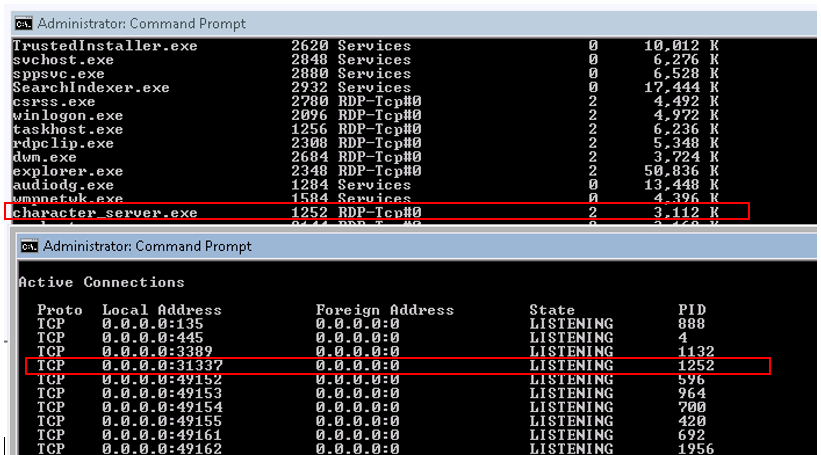 Administrator: Command Prompt
TrustedInstaller.exe 2620 Services 0 10,012 K
svchost.exe 2848 Services 0 6,276 K
sppsvc.exe 2880 Services 0 6,528 K
SearchIndexer.exe 2932 Services 0 17,444 K
csrss.exe 2780 RDP-Tcp#0 2 4,492 K
winlogon.exe 2096 RDP-Tcp#0 2 4,972 K
taskhost.exe 1256 RDP-Tcp#0 2 6,236 K
rdpclip.exe 2308 RDP-Tcp#0 2 5,348 K
dwm.exe 2684 RDP-Tcp#0 2 3,724 K
explorer.exe 2348 RDP-Tcp#0 2 50,836 K
audiodg.exe 1284 Services 0 13,448 K
wmpnetwk.exe 1584 Services 0 4,396 K
character_server.exe 1252 RDP-Tcp#0 2 3,112 K
Administrator: Command Prompt
Active Connections
Proto Local Address Foreign Address State PID
TCP 0.0.0.0:135 0.0.0.0:0 LISTENING 888
TCP 0.0.0.0:445 0.0.0.0:0 LISTENING 4
TCP 0.0.0.0:3389 0.0.0.0:0 LISTENING 1132
TCP 0.0.0.0:31337 0.0.0.0:0 LISTENING 1252
TCP 0.0.0.0:49152 0.0.0.0:0 LISTENING 596
TCP 0.0.0.0:49153 0.0.0.0:0 LISTENING 964
TCP 0.0.0.0:49154 0.0.0.0:0 LISTENING 700
TCP 0.0.0.0:49155 0.0.0.0:0 LISTENING 420
TCP 0.0.0.0:49161 0.0.0.0:0 LISTENING 692
TCP 0.0.0.0:49162 0.0.0.0:0 LISTENING 1956